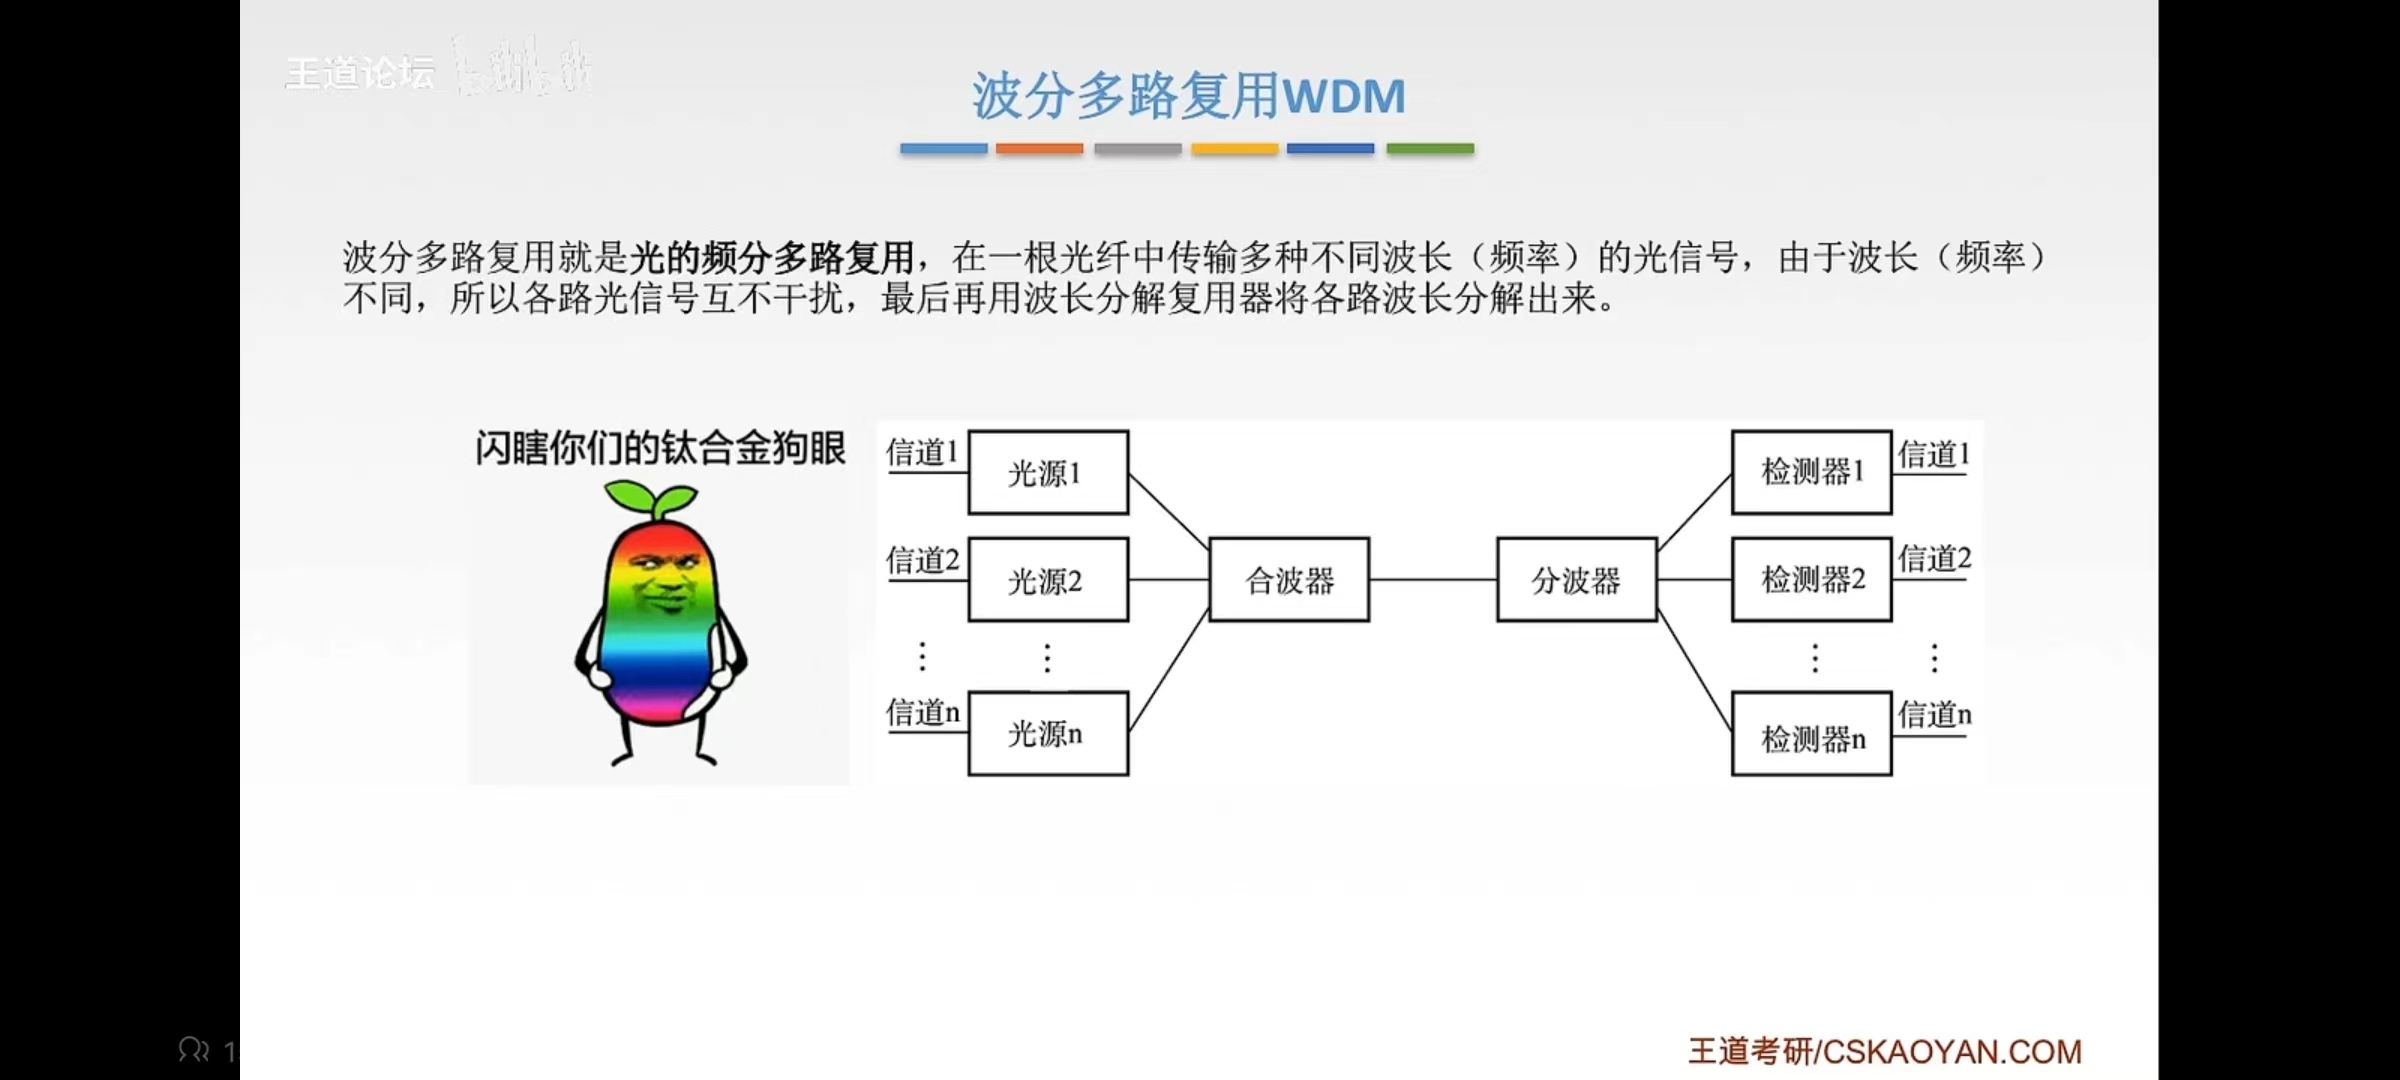 王道论坛
波分多路复用WDM
波分多路复用就是光的频分多路复用，在一根光纤中传输多种不同波长（频率）的光信号，由于波长（频率）
不同，所以各路光信号互不干扰，最后再用波长分解复用器将各路波长分解出来。
闪瞎你们的钛合金狗眼
信道1
光源1
检测器1
信道1
信道2
光源2
合波器
分波器
检测器2
信道2
⋮
⋮
⋮
⋮
信道n
光源n
检测器n
信道n
王道考研/CSKAOYAN.COM